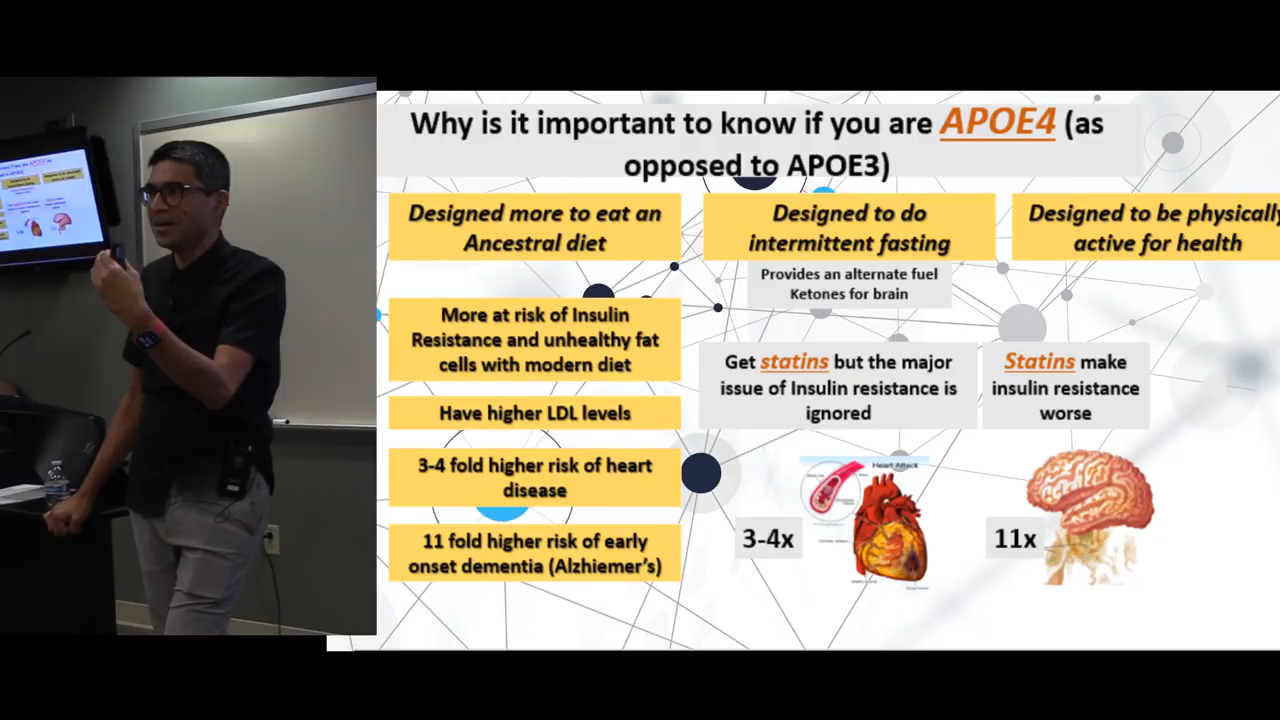 Why is it important to know if you are APOE4 (as
opposed to APOE3)
Designed more to eat an
Ancestral diet
Designed to do
intermittent fasting
Designed to be physically
active for health
Provides an alternate fuel
Ketones for brain
More at risk of Insulin
Resistance and unhealthy fat
cells with modern diet
Get statins but the major
issue of Insulin resistance is
ignored
Statins make
insulin resistance
worse
Have higher LDL levels
3-4 fold higher risk of heart
disease
11 fold higher risk of early
onset dementia (Alzhiemer's)
3-4x
Heart Attack
11x